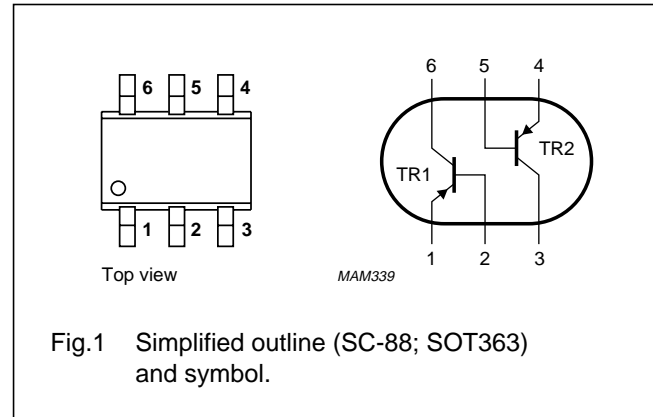 6 5 4
1 2 3
Top view
6 5 4
TR1
TR2
1 2 3
MAM339
Fig.1 Simplified outline (SC-88; SOT363)
and symbol.